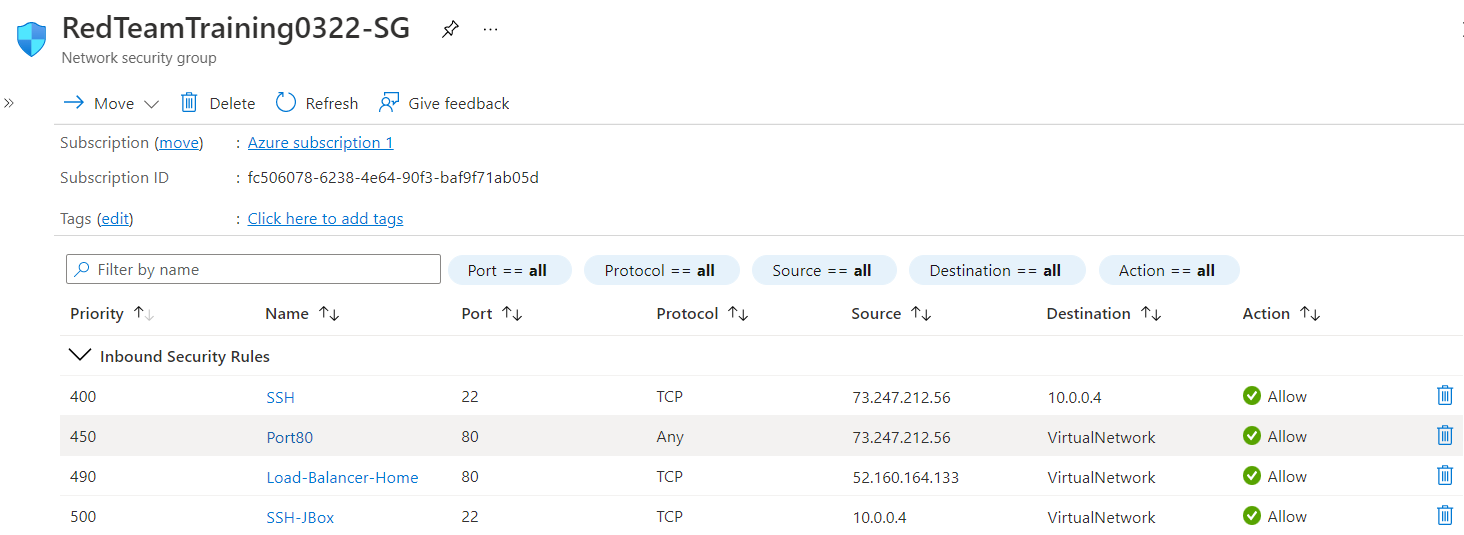 RedTeamTraining0322-SG ...
Network security group
» Move Delete Refresh Give feedback
Subscription (move) : Azure subscription 1
Subscription ID : fc506078-6238-4e64-90f3-baf9f71ab05d
Tags (edit) : Click here to add tags
Filter by name Port == all Protocol == all Source == all Destination == all Action == all
Priority Name Port Protocol Source Destination Action
Inbound Security Rules
400 SSH 22 TCP 73.247.212.56 10.0.0.4 Allow
450 Port80 80 Any 73.247.212.56 VirtualNetwork Allow
490 Load-Balancer-Home 80 TCP 52.160.164.133 VirtualNetwork Allow
500 SSH-JBox 22 TCP 10.0.0.4 VirtualNetwork Allow